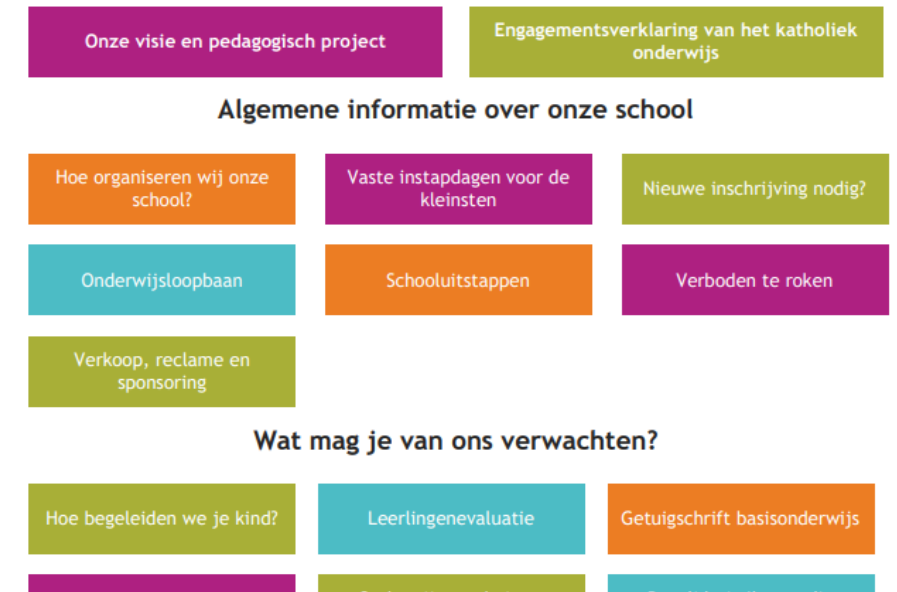 Onze visie en pedagogisch project
Engagementsverklaring van het katholiek
onderwijs
Algemene informatie over onze school
Hoe organiseren wij onze
school?
Vaste instapdagen voor de
kleinsten
Nieuwe inschrijving nodig?
Onderwijsloopbaan
Schooluitstappen
Verboden te roken
Verkoop, reclame en
sponsoring
Wat mag je van ons verwachten?
Hoe begeleiden we je kind?
Leerlingenevaluatie
Getuigschrift basisonderwijs